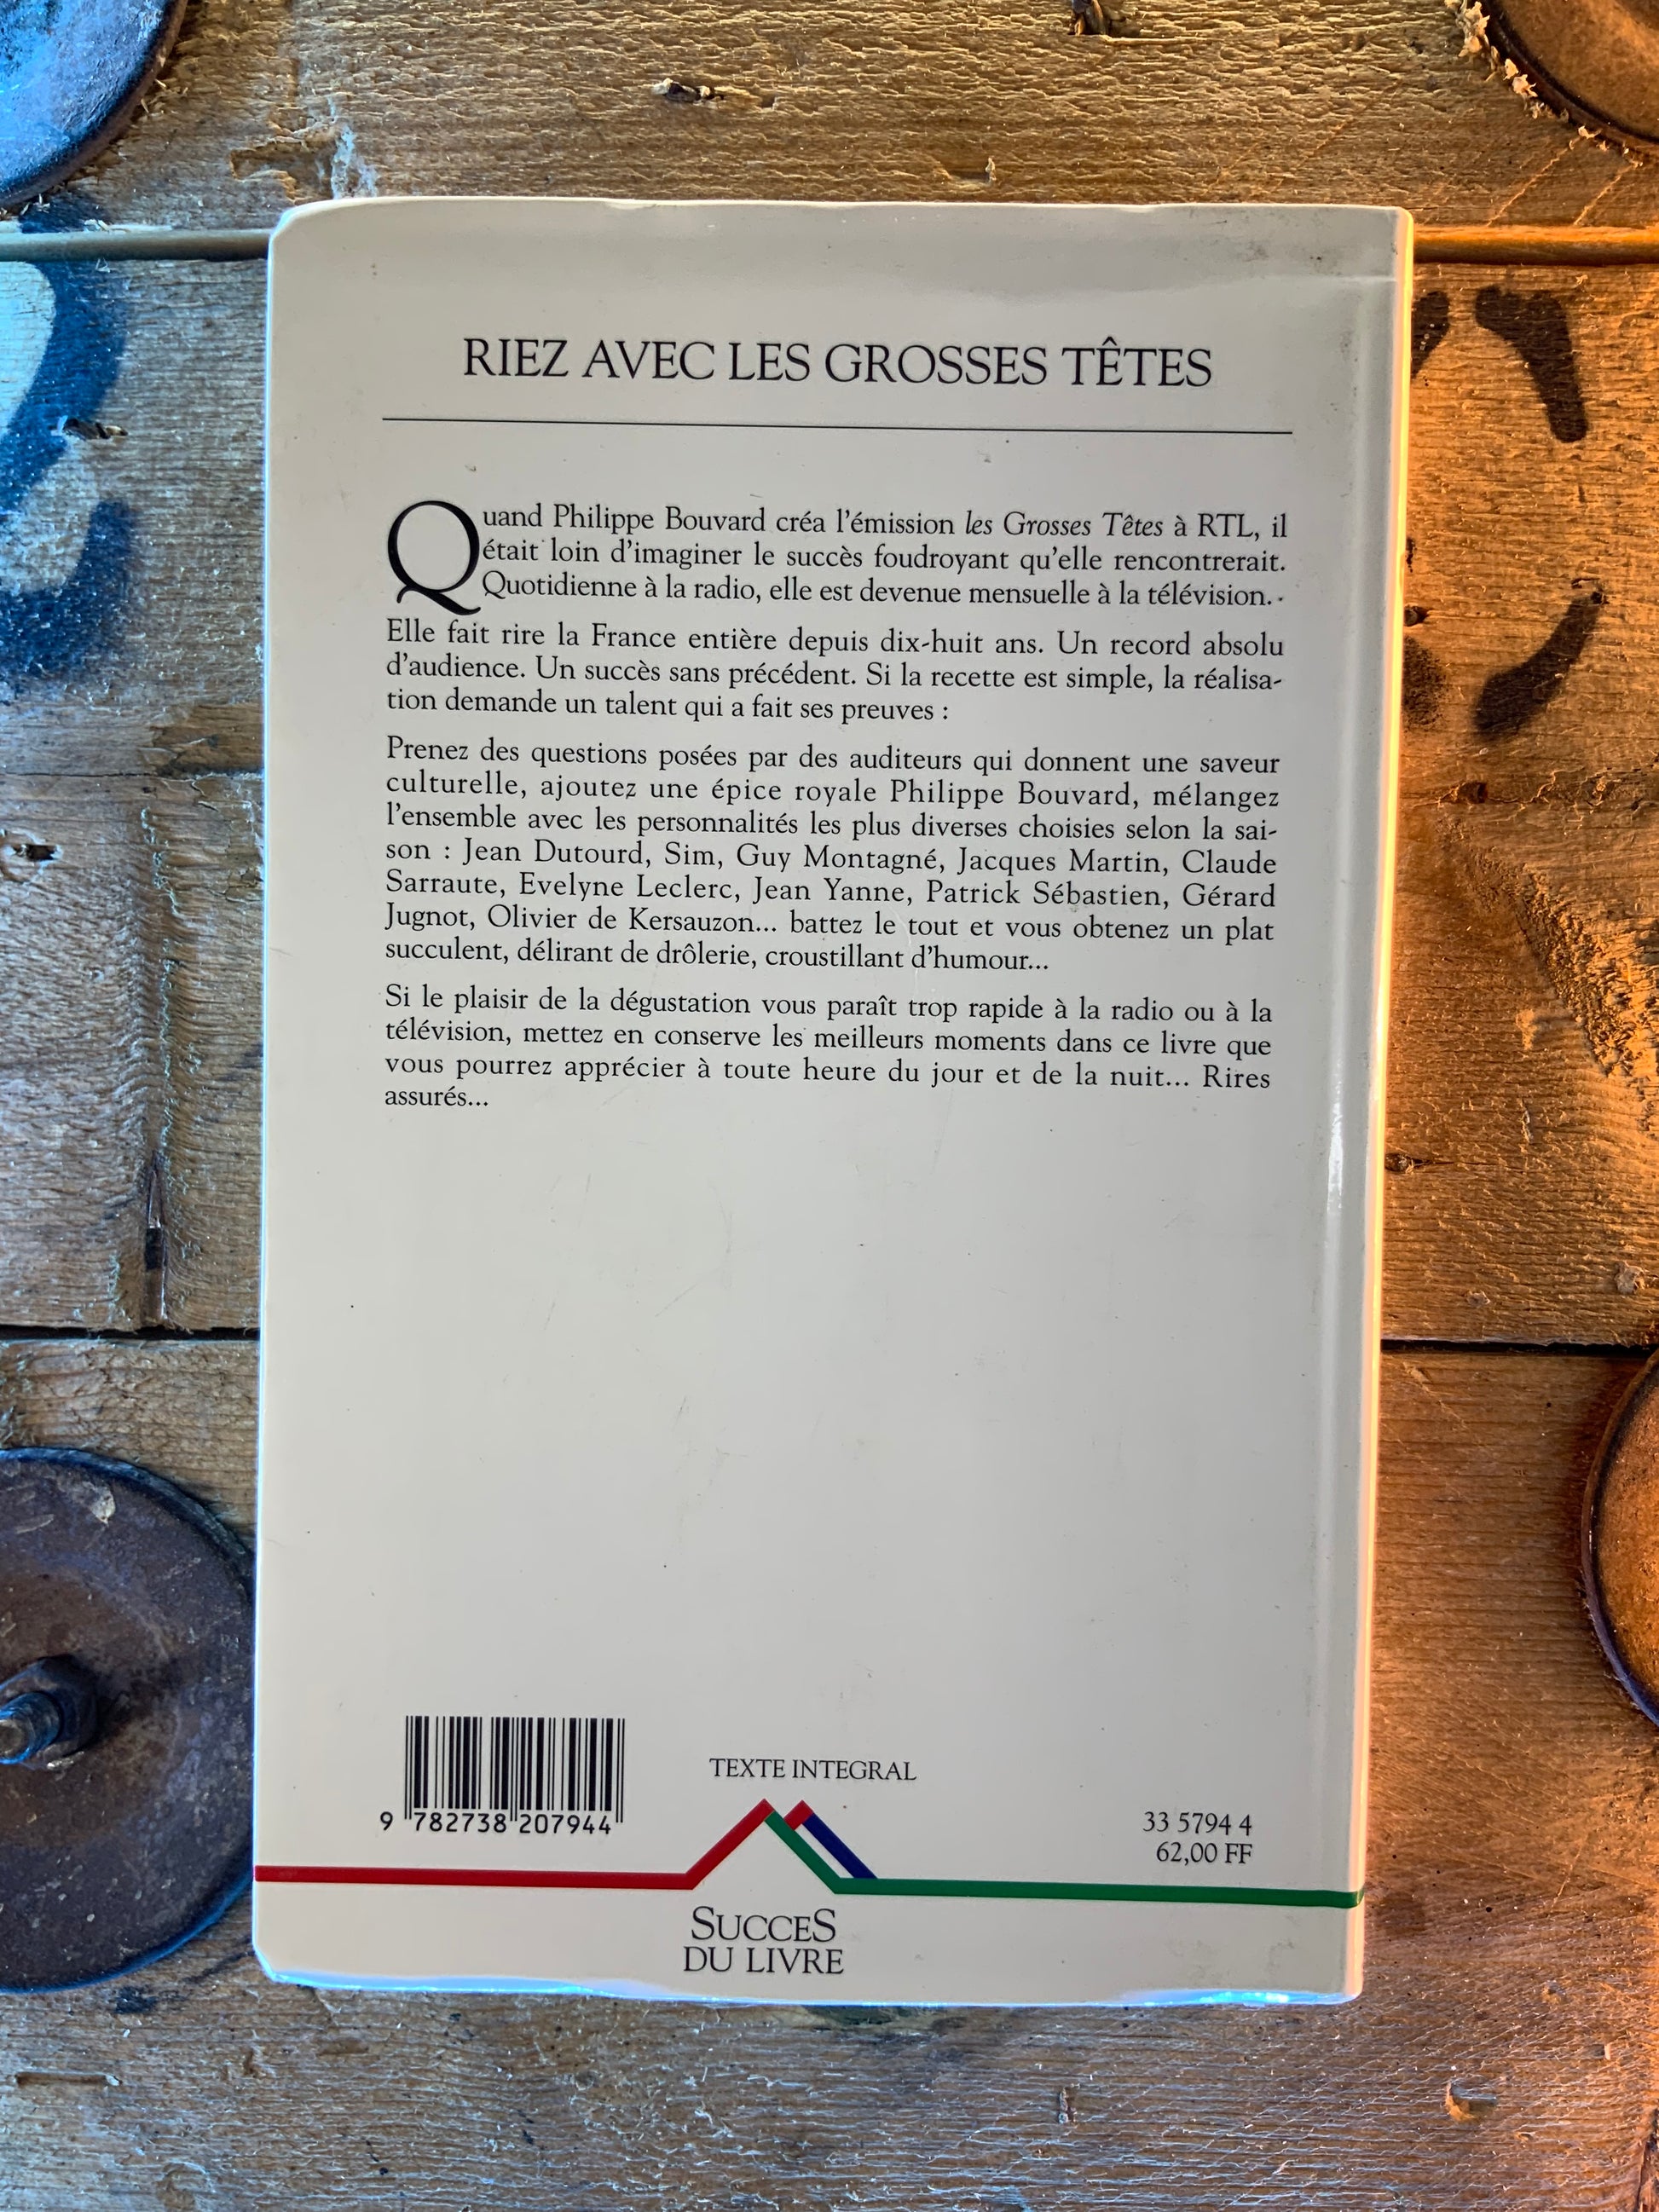 RIEZ AVEC LES GROSSES TÊTES
Quand Philippe Bouvard créa l'émission les Grosses Têtes à RTL, il
était loin d'imaginer le succès foudroyant qu'elle rencontrerait.
Quotidienne à la radio, elle est devenue mensuelle à la télévision.
Elle fait rire la France entière depuis dix-huit ans. Un record absolu
d'audience. Un succès sans précédent. Si la recette est simple, la réalisa-
tion demande un talent qui a fait ses preuves :
Prenez des questions posées par des auditeurs qui donnent une saveur
culturelle, ajoutez une épice royale Philippe Bouvard, mélangez
l'ensemble avec les personnalités les plus diverses choisies selon la sai-
son : Jean Dutourd, Sim, Guy Montagné, Jacques Martin, Claude
Sarraute, Evelyne Leclerc, Jean Yanne, Patrick Sébastien, Gérard
Jugnot, Olivier de Kersauzon... battez le tout et vous obtenez un plat
succulent, délirant de drôlerie, croustillant d'humour...
Si le plaisir de la dégustation vous paraît trop rapide à la radio ou à la
télévision, mettez en conserve les meilleurs moments dans ce livre que
vous pourrez apprécier à toute heure du jour et de la nuit... Rires
assurés...
TEXTE INTEGRAL
9 782738 207944
33 5794 4
62,00 FF
SUCCES
DU LIVRE